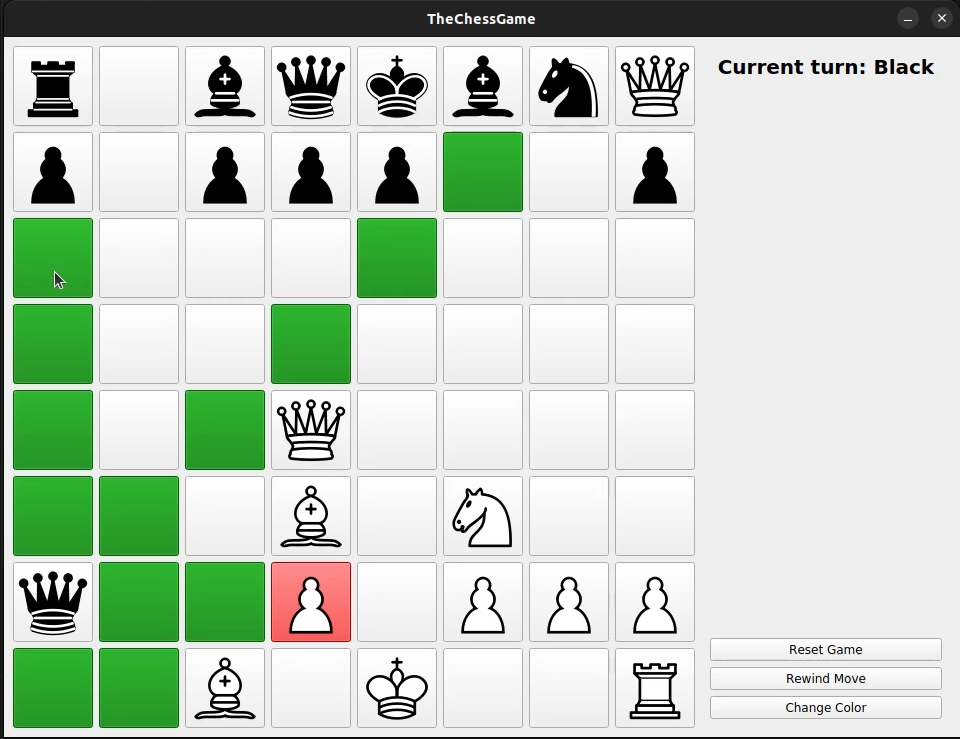 TheChessGame
Current turn: Black
Reset Game
Rewind Move
Change Color